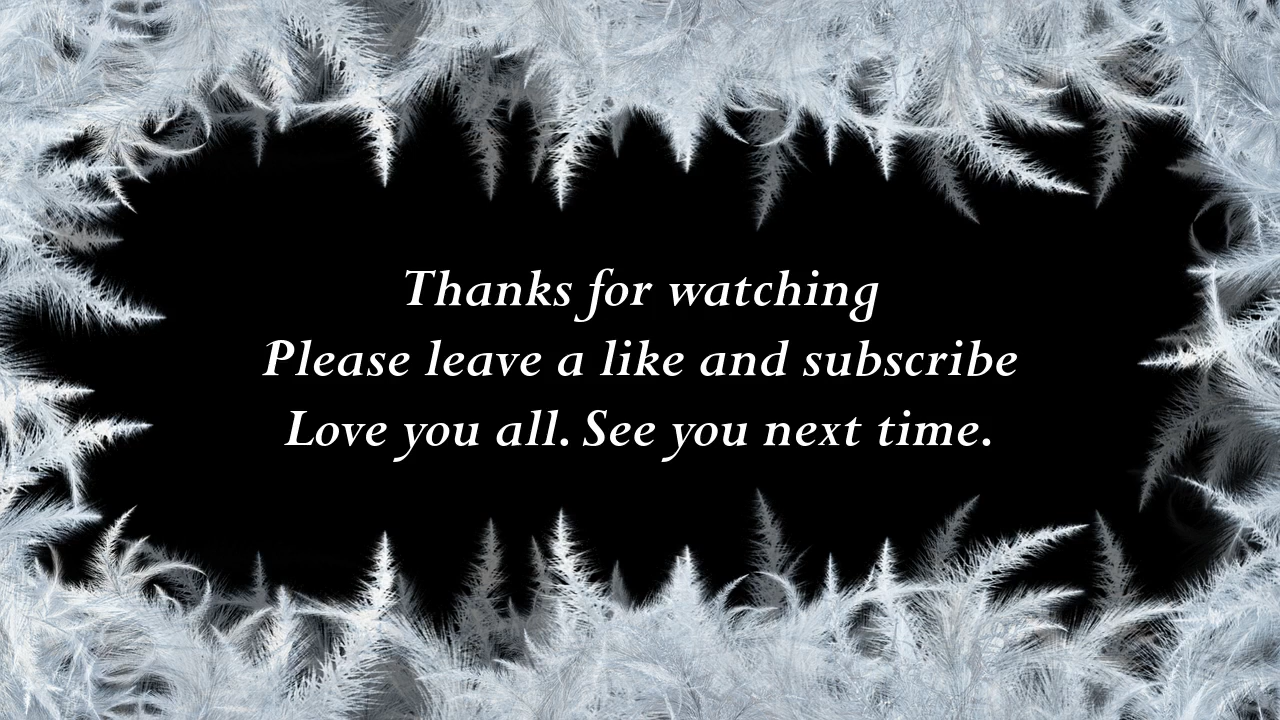 Thanks for watching
Please leave a like and subscribe
Love you all. See you next time.